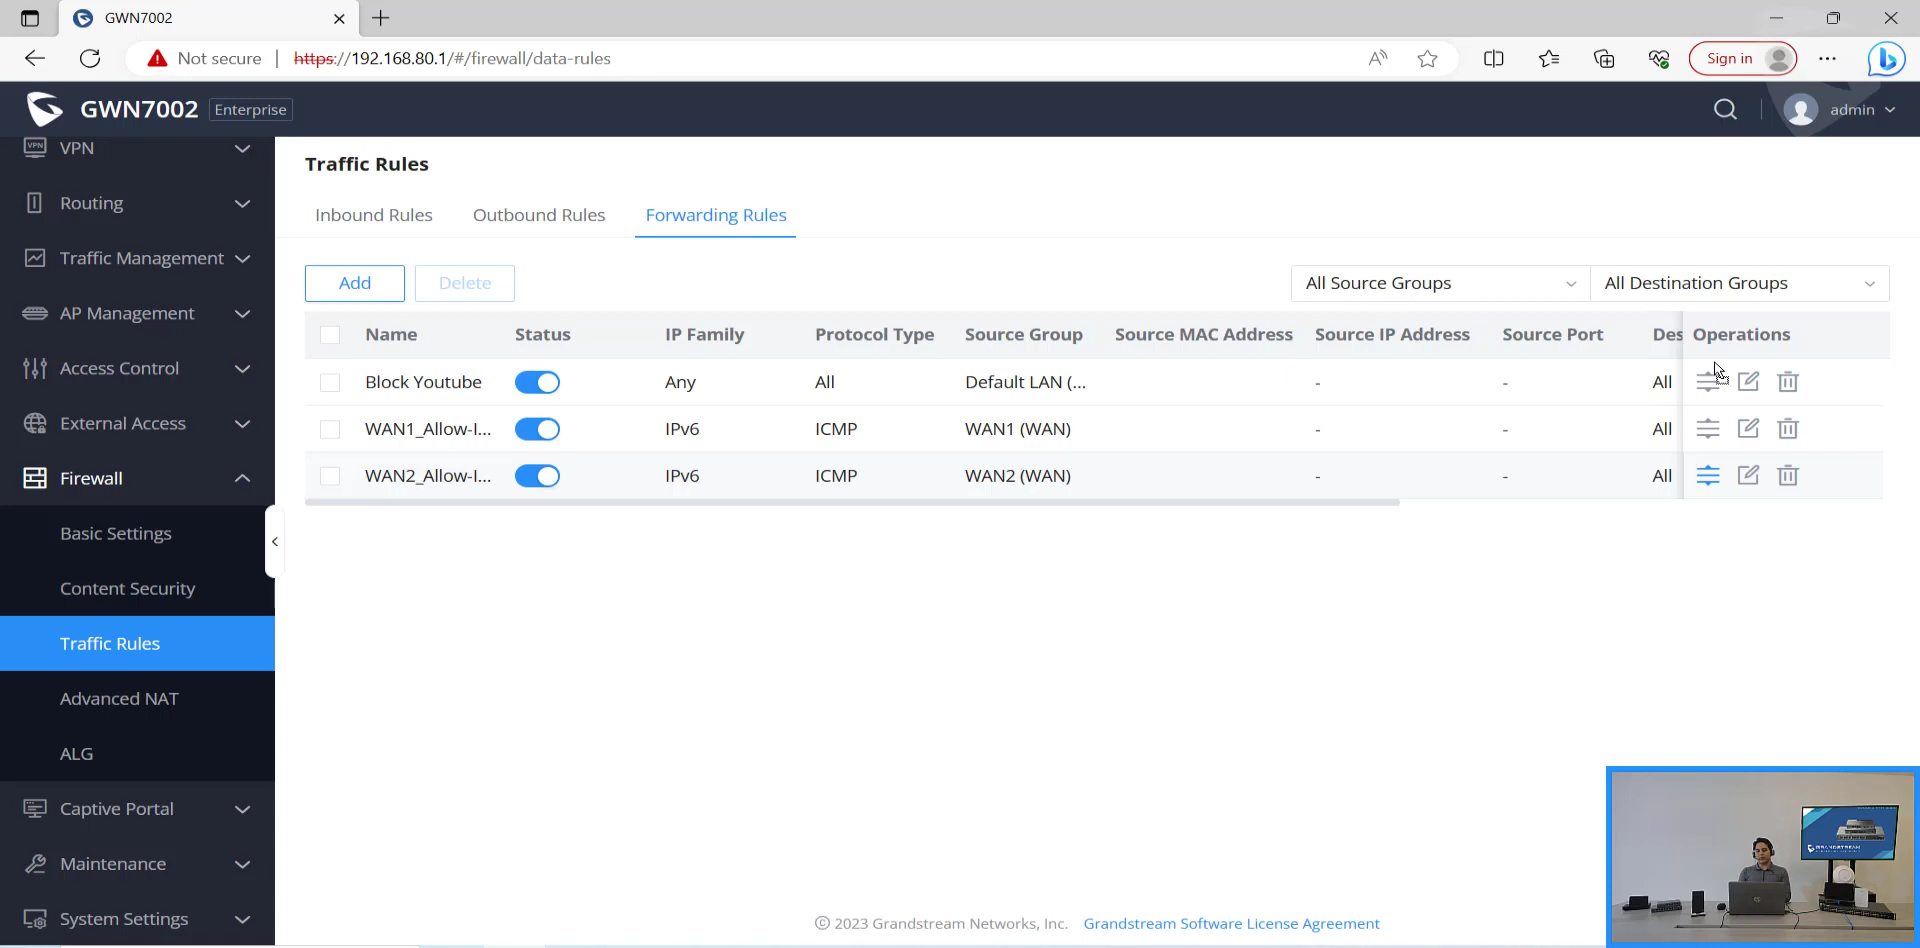 GWN7002
Not secure
https://192.168.80.1/#/firewall/data-rules
Sign in
GWN7002 Enterprise
admin
VPN
Routing
Traffic Management
AP Management
Access Control
External Access
Firewall
Basic Settings
Content Security
Traffic Rules
Advanced NAT
ALG
Captive Portal
Maintenance
System Settings
Traffic Rules
Inbound Rules Outbound Rules Forwarding Rules
Add Delete All Source Groups All Destination Groups
Name Status IP Family Protocol Type Source Group Source MAC Address Source IP Address Source Port Des Operations
Block Youtube Any All Default LAN (... - - All
WAN1_Allow-I... IPv6 ICMP WAN1 (WAN) - - All
WAN2_Allow-I... IPv6 ICMP WAN2 (WAN) - - All
© 2023 Grandstream Networks, Inc. Grandstream Software License Agreement
GRANDSTREAM